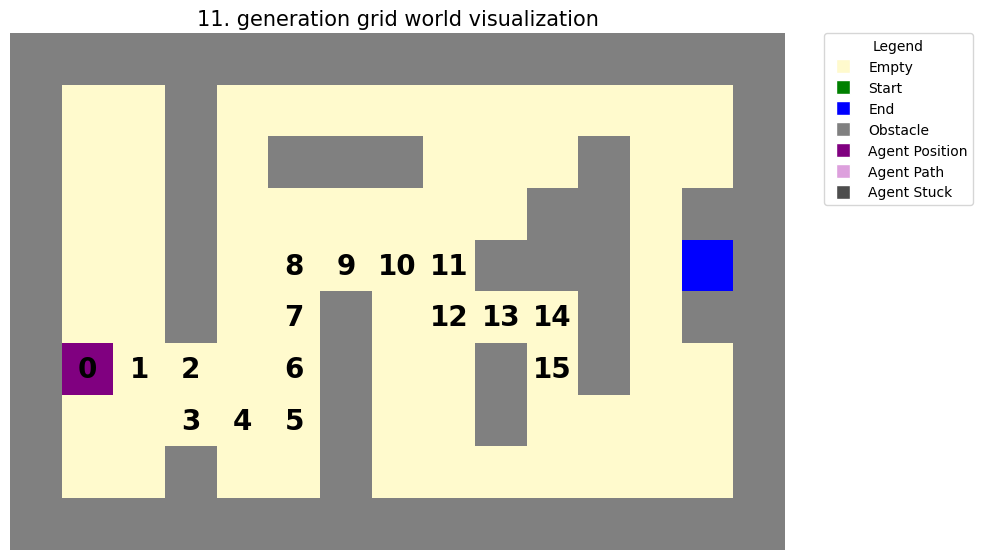 11. generation grid world visualization
Legend
Empty
Start
End
Obstacle
Agent Position
Agent Path
Agent Stuck
8 9 10 11
7 12 13 14
0 1 2 6 15
3 4 5